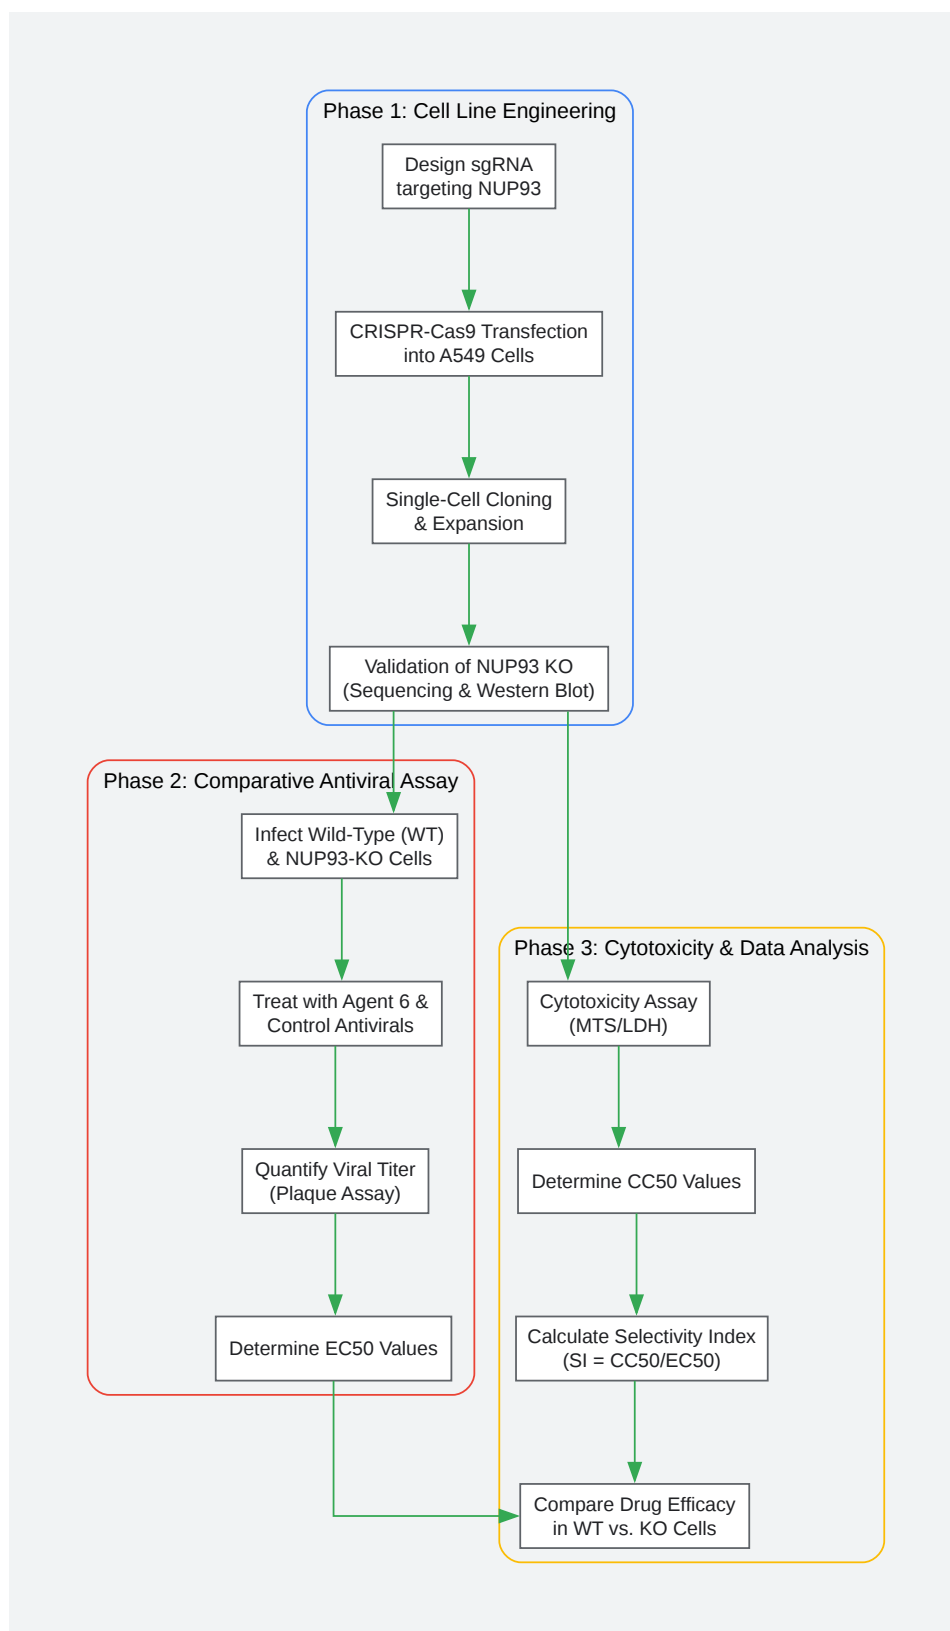 Phase 1: Cell Line Engineering
Design sgRNA
targeting NUP93
CRISPR-Cas9 Transfection
into A549 Cells
Single-Cell Cloning
& Expansion
Validation of NUP93 KO
(Sequencing & Western Blot)
Phase 2: Comparative Antiviral Assay
Infect Wild-Type (WT)
& NUP93-KO Cells
Treat with Agent 6 &
Control Antivirals
Quantify Viral Titer
(Plaque Assay)
Determine EC50 Values
Phase 3: Cytotoxicity & Data Analysis
Cytotoxicity Assay
(MTS/LDH)
Determine CC50 Values
Calculate Selectivity Index
(SI = CC50/EC50)
Compare Drug Efficacy
in WT vs. KO Cells